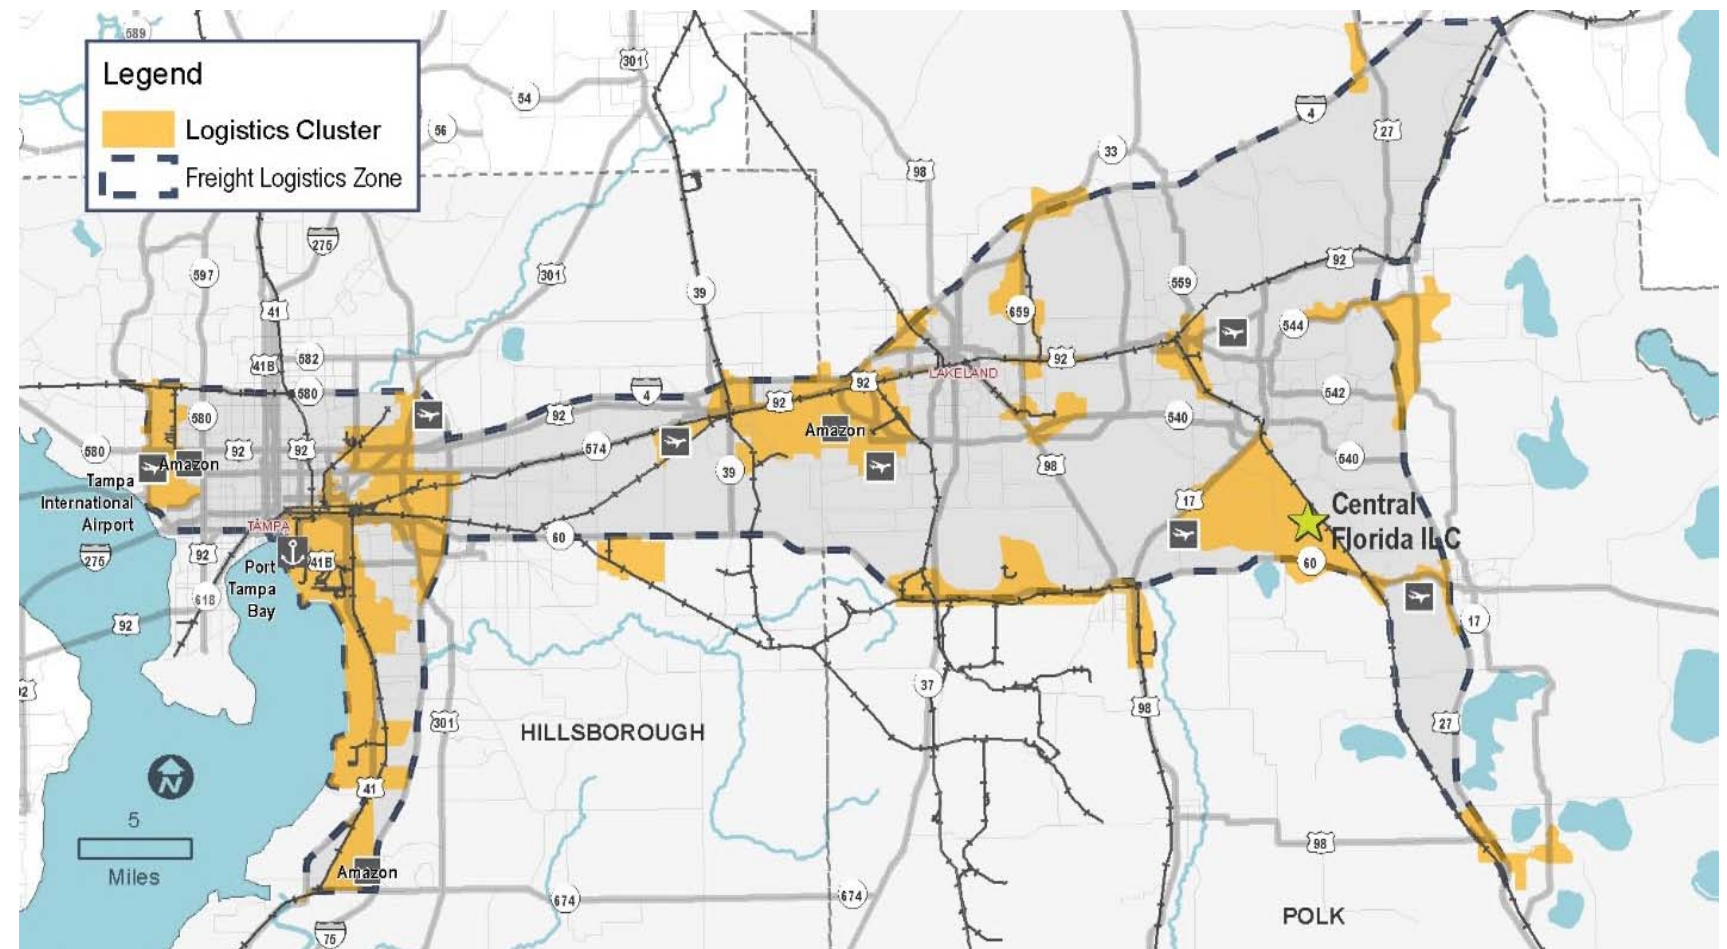 Legend
Logistics Cluster
Freight Logistics Zone
589
54
56
301
275
597
41
301
98
33
4
27
39
582
41B
580
4
92
92
659
92
92
559
544
92
580
580
92
92
574
39
540
542
540
98
17
LAKELAND
Amazon
Amazon
Tampa
International
Airport
TAMPA
Central
Florida ILC
275
92
92
618
Port
Tampa
Bay
41B
60
60
17
37
98
301
27
HILLSBOROUGH
N
5
Miles
41
Amazon
75
674
674
98
POLK